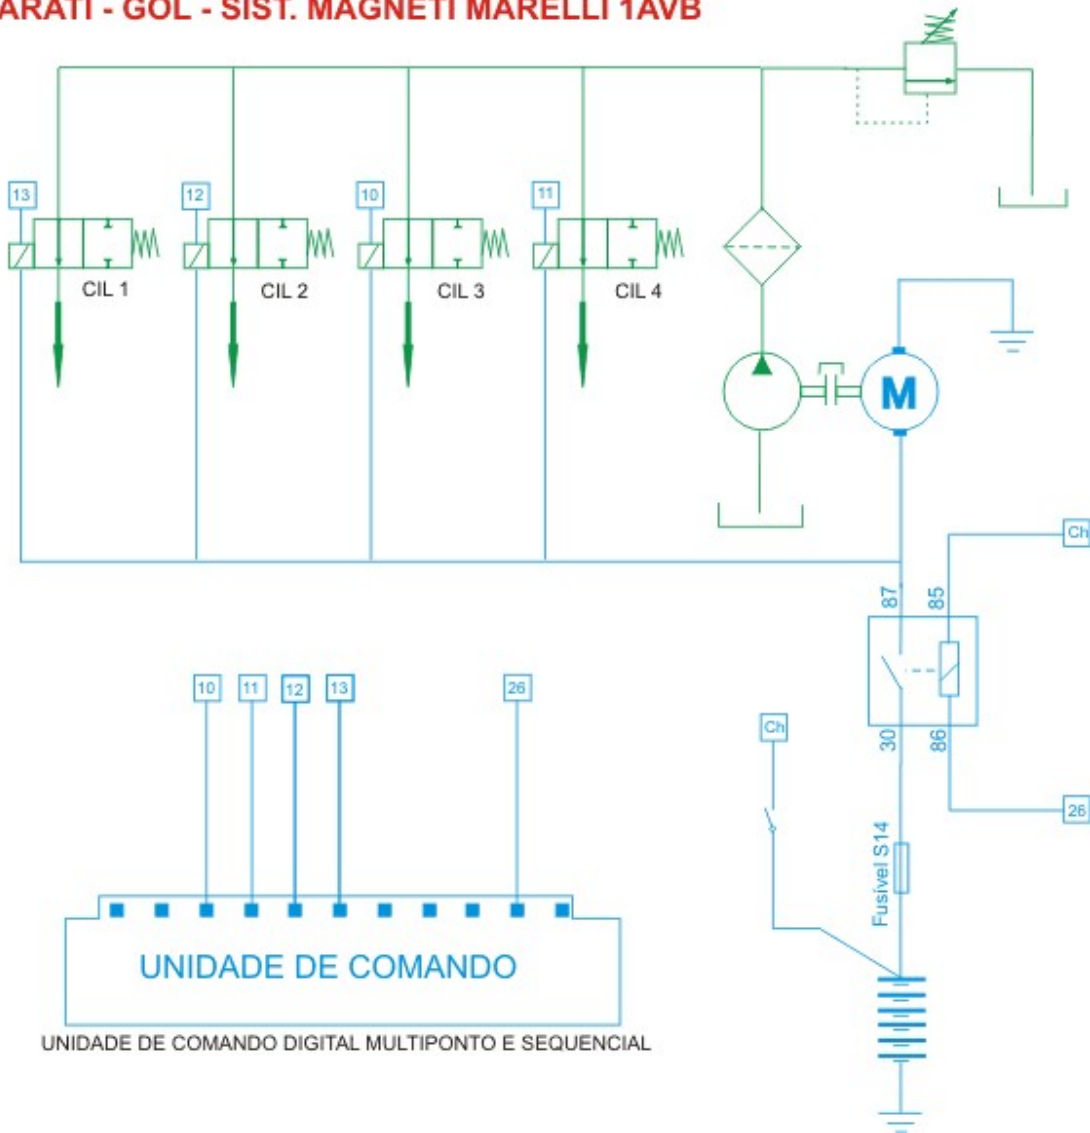 ARATI - GOL - SIST. MAGNETI MARELLI 1AVB
13
12
10
11
CIL 1
CIL 2
CIL 3
CIL 4
M
Ch
87
85
10
11
12
13
26
Ch
30
86
26
Fusível S14
UNIDADE DE COMANDO
UNIDADE DE COMANDO DIGITAL MULTIPONTO E SEQUENCIAL